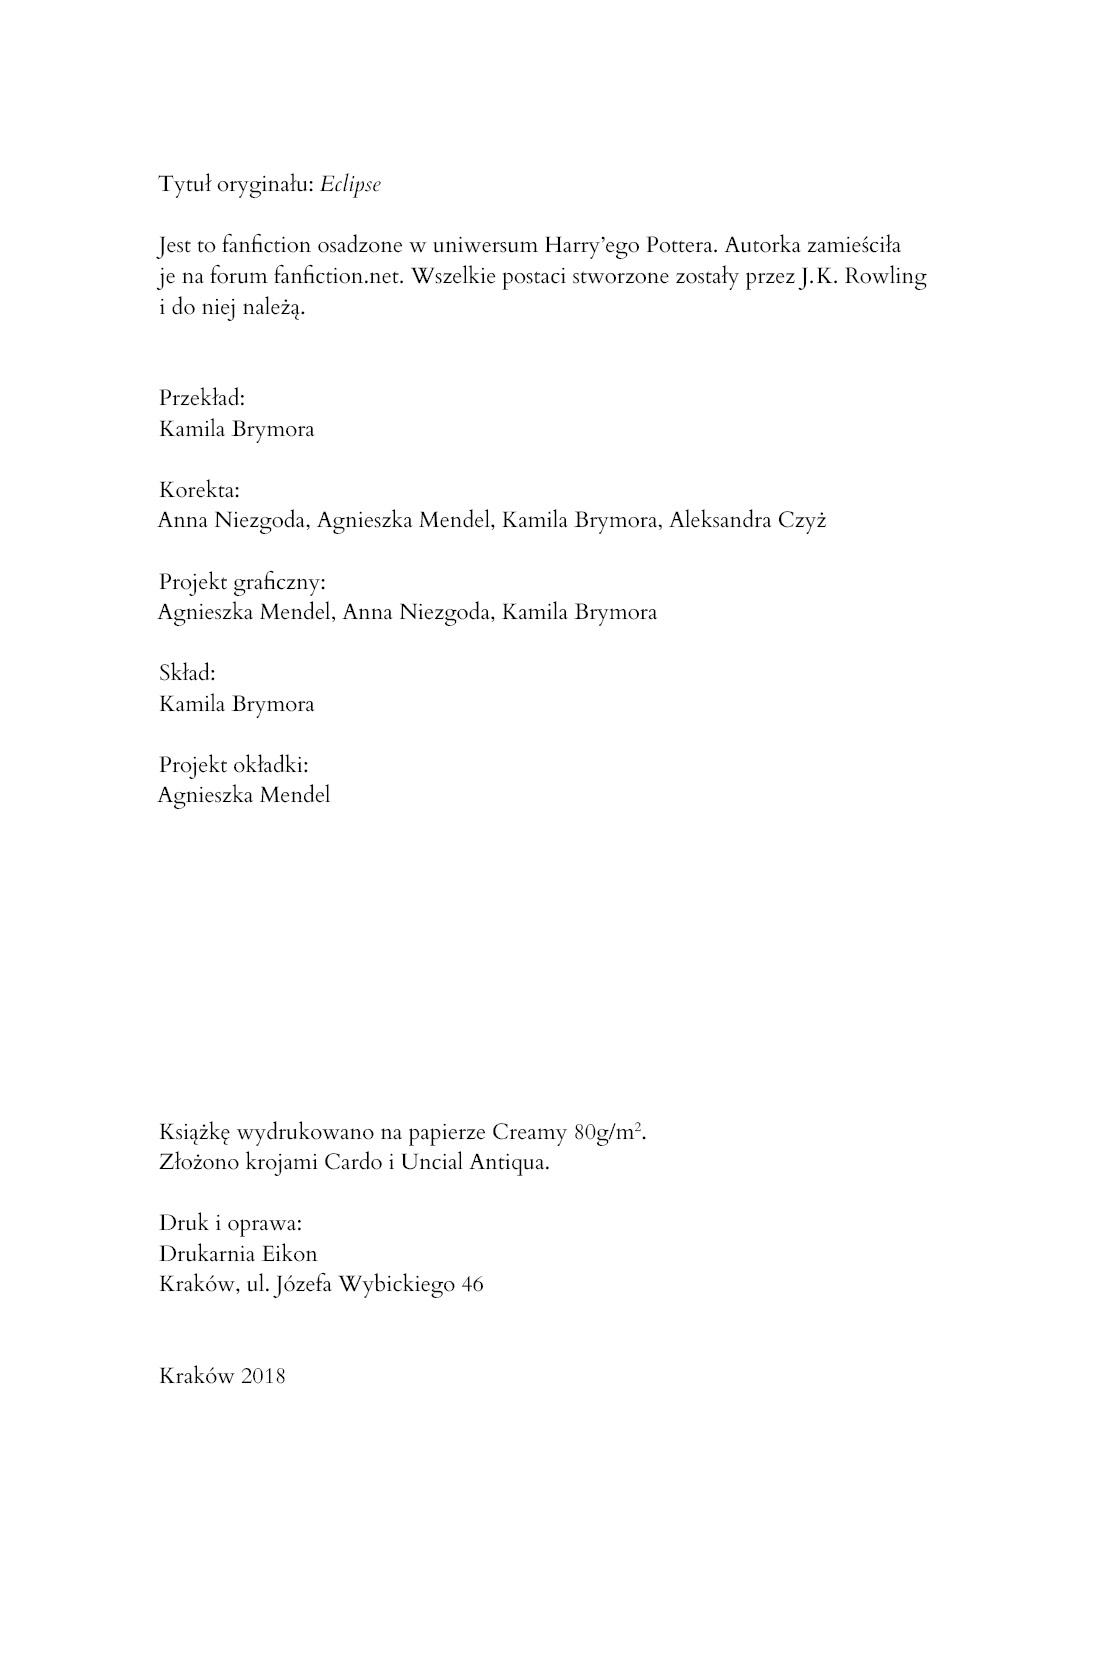 Tytuł oryginału: Eclipse
Jest to fanfiction osadzone w uniwersum Harry’ego Pottera. Autorka zamieściła
je na forum fanfiction.net. Wszelkie postaci stworzone zostały przez J.K. Rowling
i do niej należą.
Przekład:
Kamila Brymora
Korekta:
Anna Niezgoda, Agnieszka Mendel, Kamila Brymora, Aleksandra Czyż
Projekt graficzny:
Agnieszka Mendel, Anna Niezgoda, Kamila Brymora
Skład:
Kamila Brymora
Projekt okładki:
Agnieszka Mendel
Książkę wydrukowano na papierze Creamy 80g/m².
Złożono krojami Cardo i Uncial Antiqua.
Druk i oprawa:
Drukarnia Eikon
Kraków, ul. Józefa Wybickiego 46
Kraków 2018